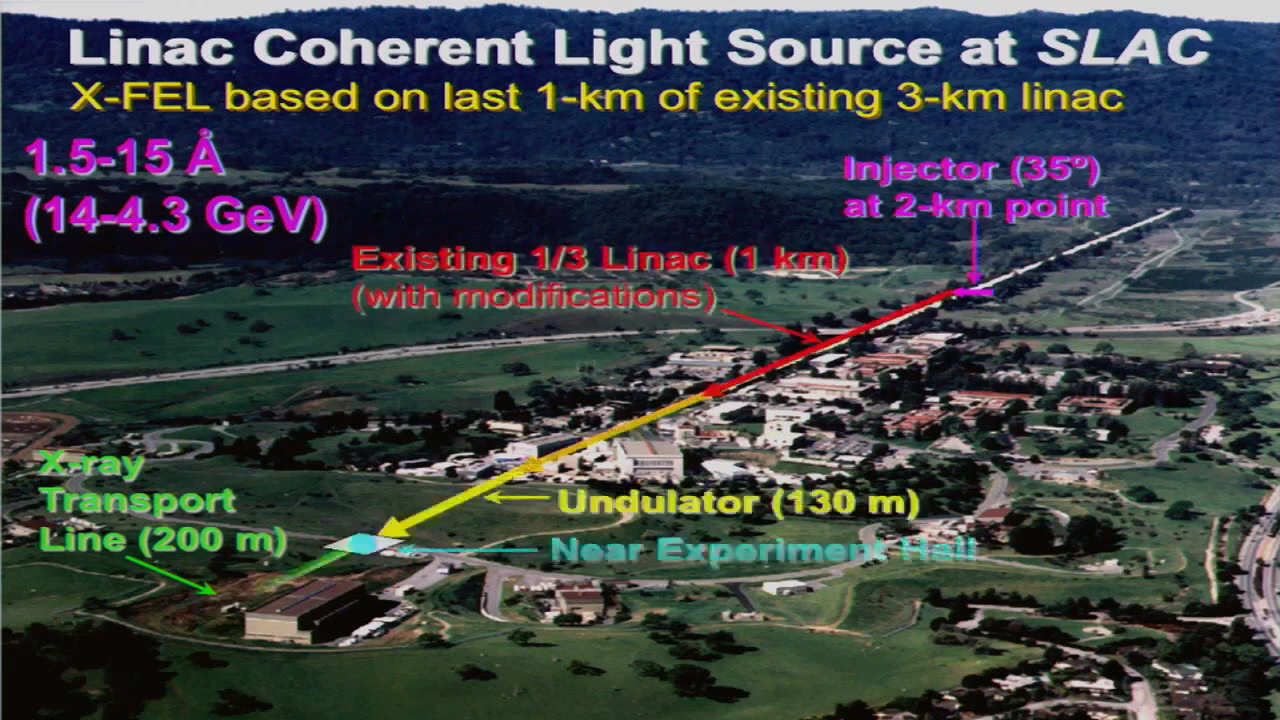 Linac Coherent Light Source at SLAC
X-FEL based on last 1-km of existing 3-km linac
1.5-15 Å
(14-4.3 GeV)
Injector (35º)
at 2-km point
Existing 1/3 Linac (1 km)
(with modifications)
X-ray
Transport
Line (200 m)
Undulator (130 m)
Near Experiment Hall